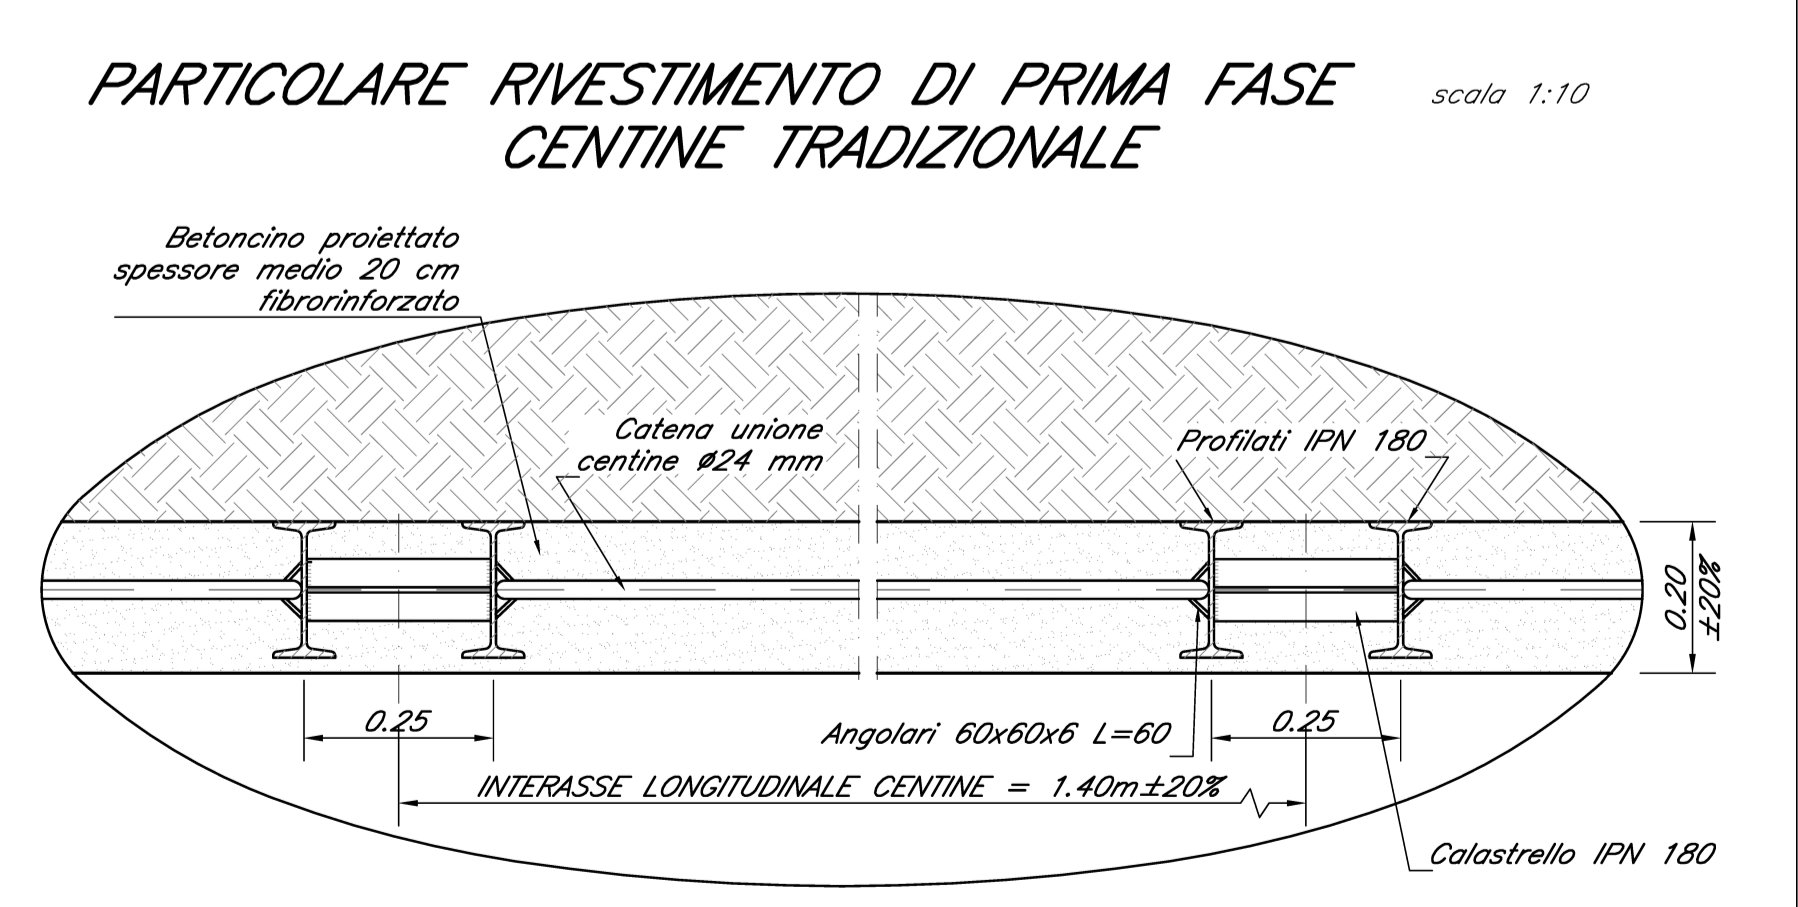 PARTICOLARE RIVESTIMENTO DI PRIMA FASE scala 1:10
CENTINE TRADIZIONALE
Betoncino proiettato
spessore medio 20 cm
fibrorinforzato
Catena unione
centine ø24 mm
Profilati IPN 180
0.20
±20%
0.25
0.25
Angolari 60x60x6 L=60
INTERASSE LONGITUDINALE CENTINE = 1.40m±20%
Calastrello IPN 180